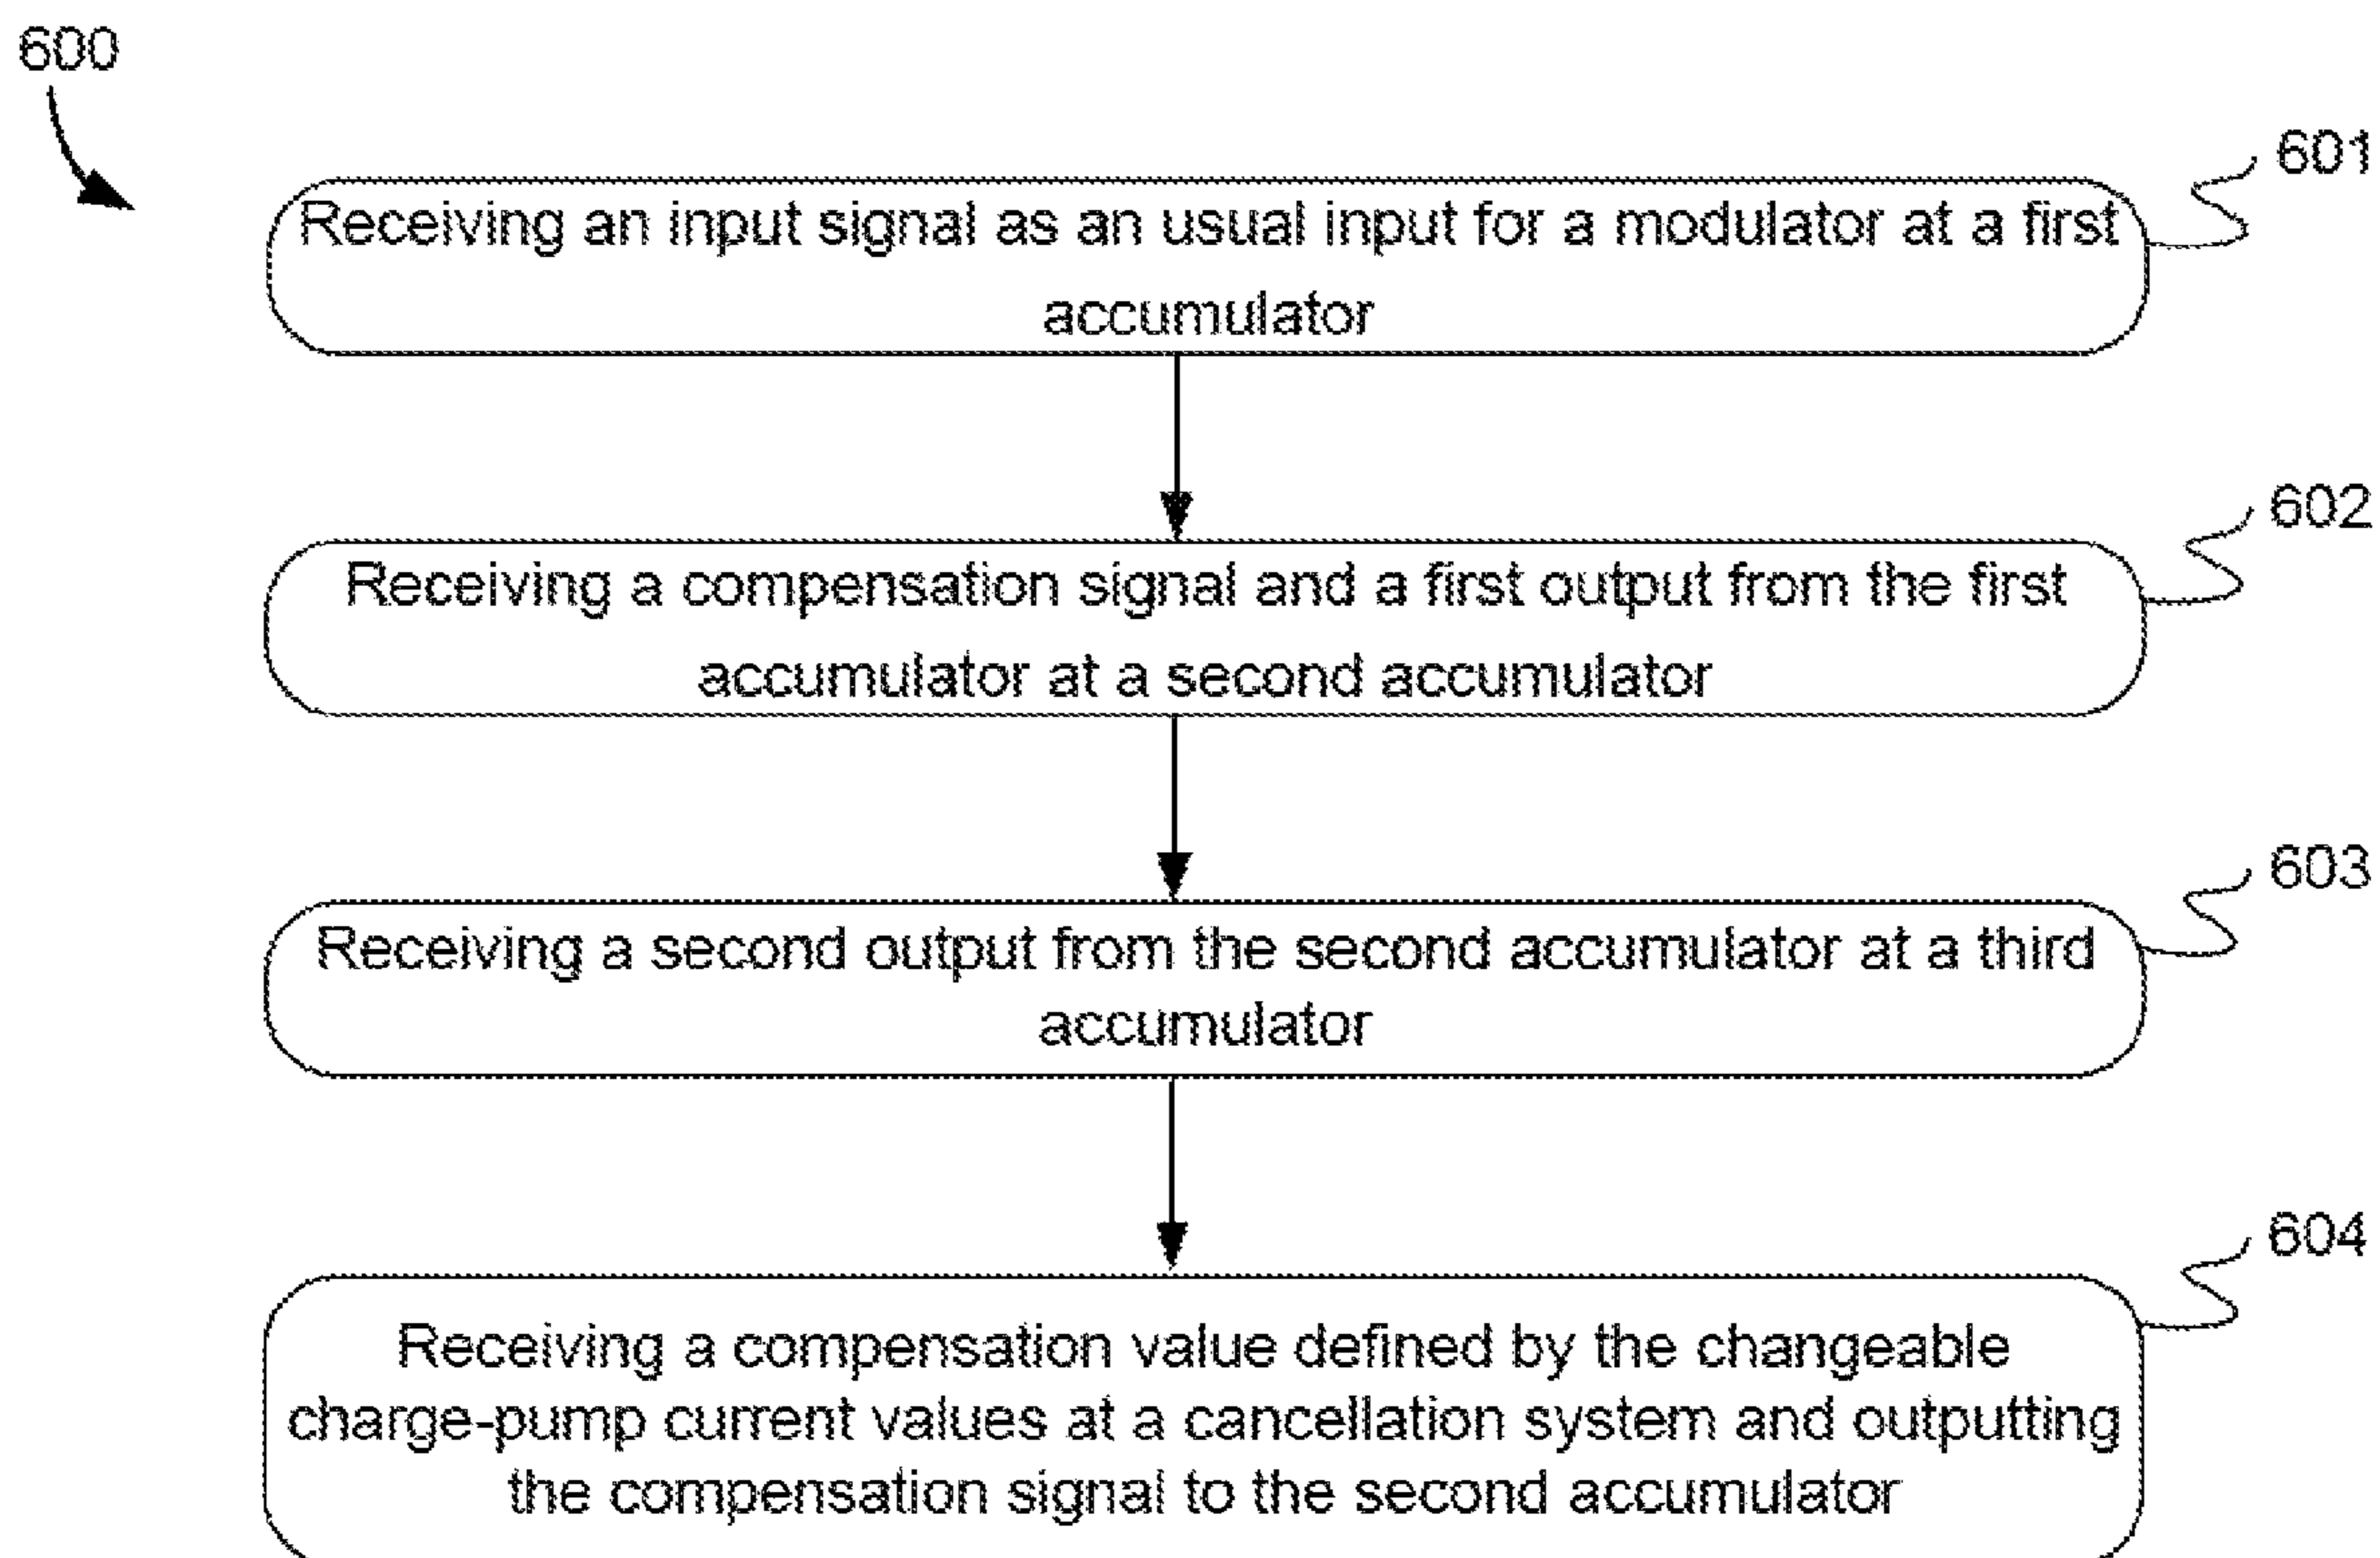 600
601
Receiving an input signal as an usual input for a modulator at a first
accumulator
602
Receiving a compensation signal and a first output from the first
accumulator at a second accumulator
603
Receiving a second output from the second accumulator at a third
accumulator
604
Receiving a compensation value defined by the changeable
charge-pump current values at a cancellation system and outputting
the compensation signal to the second accumulator